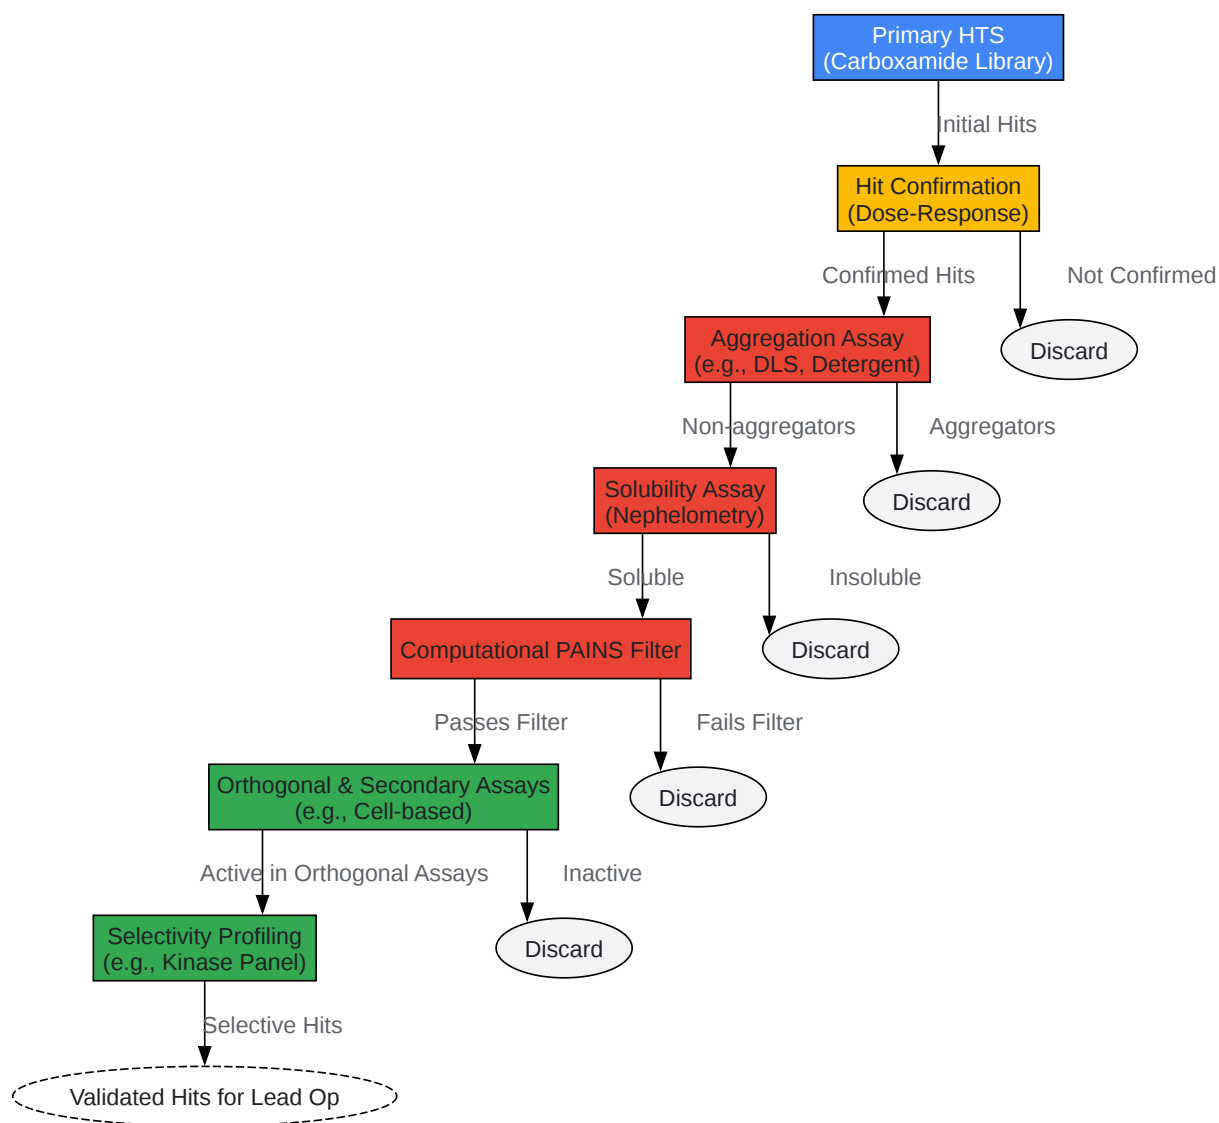 Primary HTS
(Carboxamide Library)
Initial Hits
Hit Confirmation
(Dose-Response)
Confirmed Hits
Not Confirmed
Aggregation Assay
(e.g., DLS, Detergent)
Discard
Non-aggregators
Aggregators
Solubility Assay
(Nephelometry)
Discard
Soluble
Insoluble
Computational PAINS Filter
Discard
Passes Filter
Fails Filter
Orthogonal & Secondary Assays
(e.g., Cell-based)
Discard
Active in Orthogonal Assays
Inactive
Selectivity Profiling
(e.g., Kinase Panel)
Discard
Selective Hits
Validated Hits for Lead Op